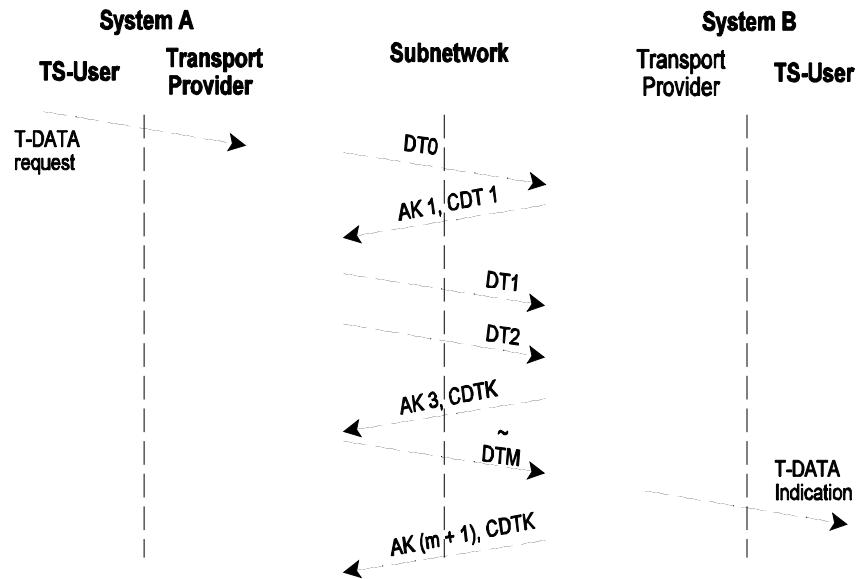 System A
System B
TS-User
Transport
Provider
Subnetwork
Transport
Provider
TS-User
T-DATA
request
DT0
AK 1, CDT 1
DT1
DT2
AK 3, CDTK
~
DTM
T-DATA
Indication
AK (m + 1), CDTK